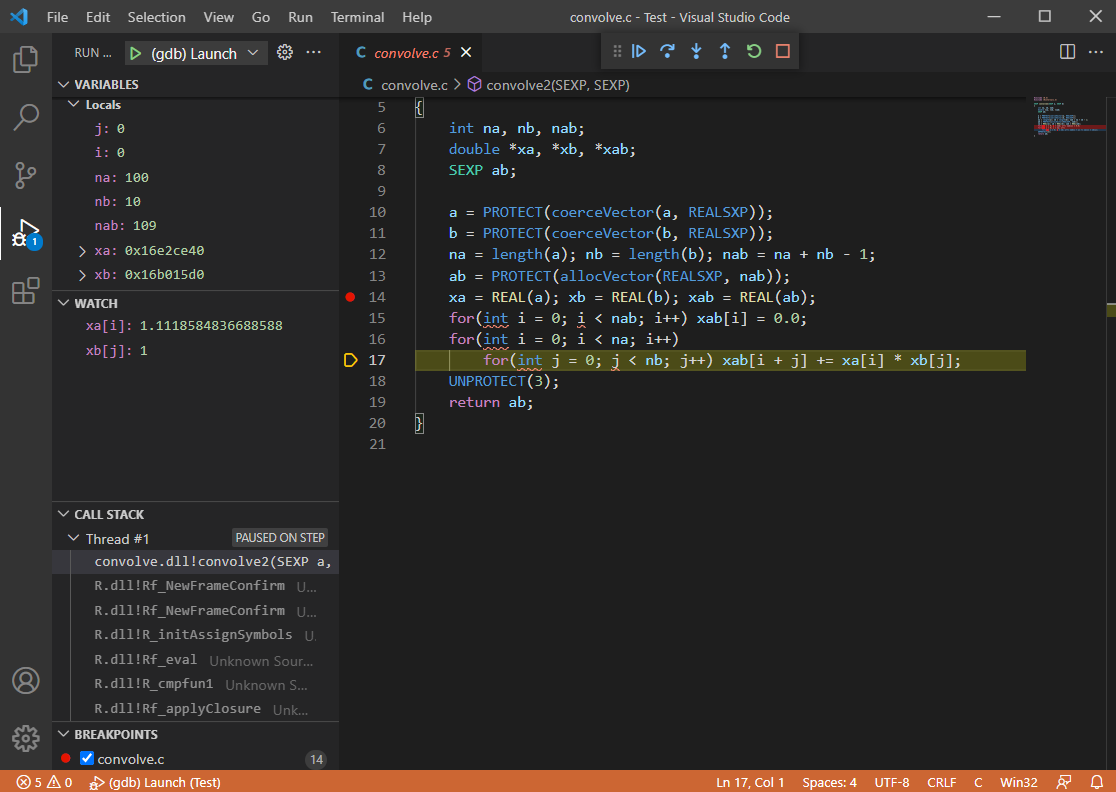 File Edit Selection View Go Run Terminal Help
convolve.c - Test - Visual Studio Code
RUN ... (gdb) Launch
VARIABLES
Locals
j: 0
i: 0
na: 100
nb: 10
nab: 109
xa: 0x16e2ce40
xb: 0x16b015d0
WATCH
xa[i]: 1.1118584836688588
xb[j]: 1
CALL STACK
Thread #1 PAUSED ON STEP
convolve.dll!convolve2(SEXP a,
R.dll!Rf_NewFrameConfirm U...
R.dll!Rf_NewFrameConfirm U...
R.dll!R_initAssignSymbols U.
R.dll!Rf_eval Unknown Sour...
R.dll!R_cmpfun1 Unknown S...
R.dll!Rf_applyClosure Unk...
BREAKPOINTS
convolve.c 14
1
C convolve.c 5
C convolve.c > convolve2(SEXP, SEXP)
5 {
6 int na, nb, nab;
7 double *xa, *xb, *xab;
8 SEXP ab;
9
10 a = PROTECT(coerceVector(a, REALSXP));
11 b = PROTECT(coerceVector(b, REALSXP));
12 na = length(a); nb = length(b); nab = na + nb - 1;
13 ab = PROTECT(allocVector(REALSXP, nab));
14 xa = REAL(a); xb = REAL(b); xab = REAL(ab);
15 for(int i = 0; i < nab; i++) xab[i] = 0.0;
16 for(int i = 0; i < na; i++)
17 for(int j = 0; j < nb; j++) xab[i + j] += xa[i] * xb[j];
18 UNPROTECT(3);
19 return ab;
20 }
21
5 0 (gdb) Launch (Test) Ln 17, Col 1 Spaces: 4 UTF-8 CRLF C Win32